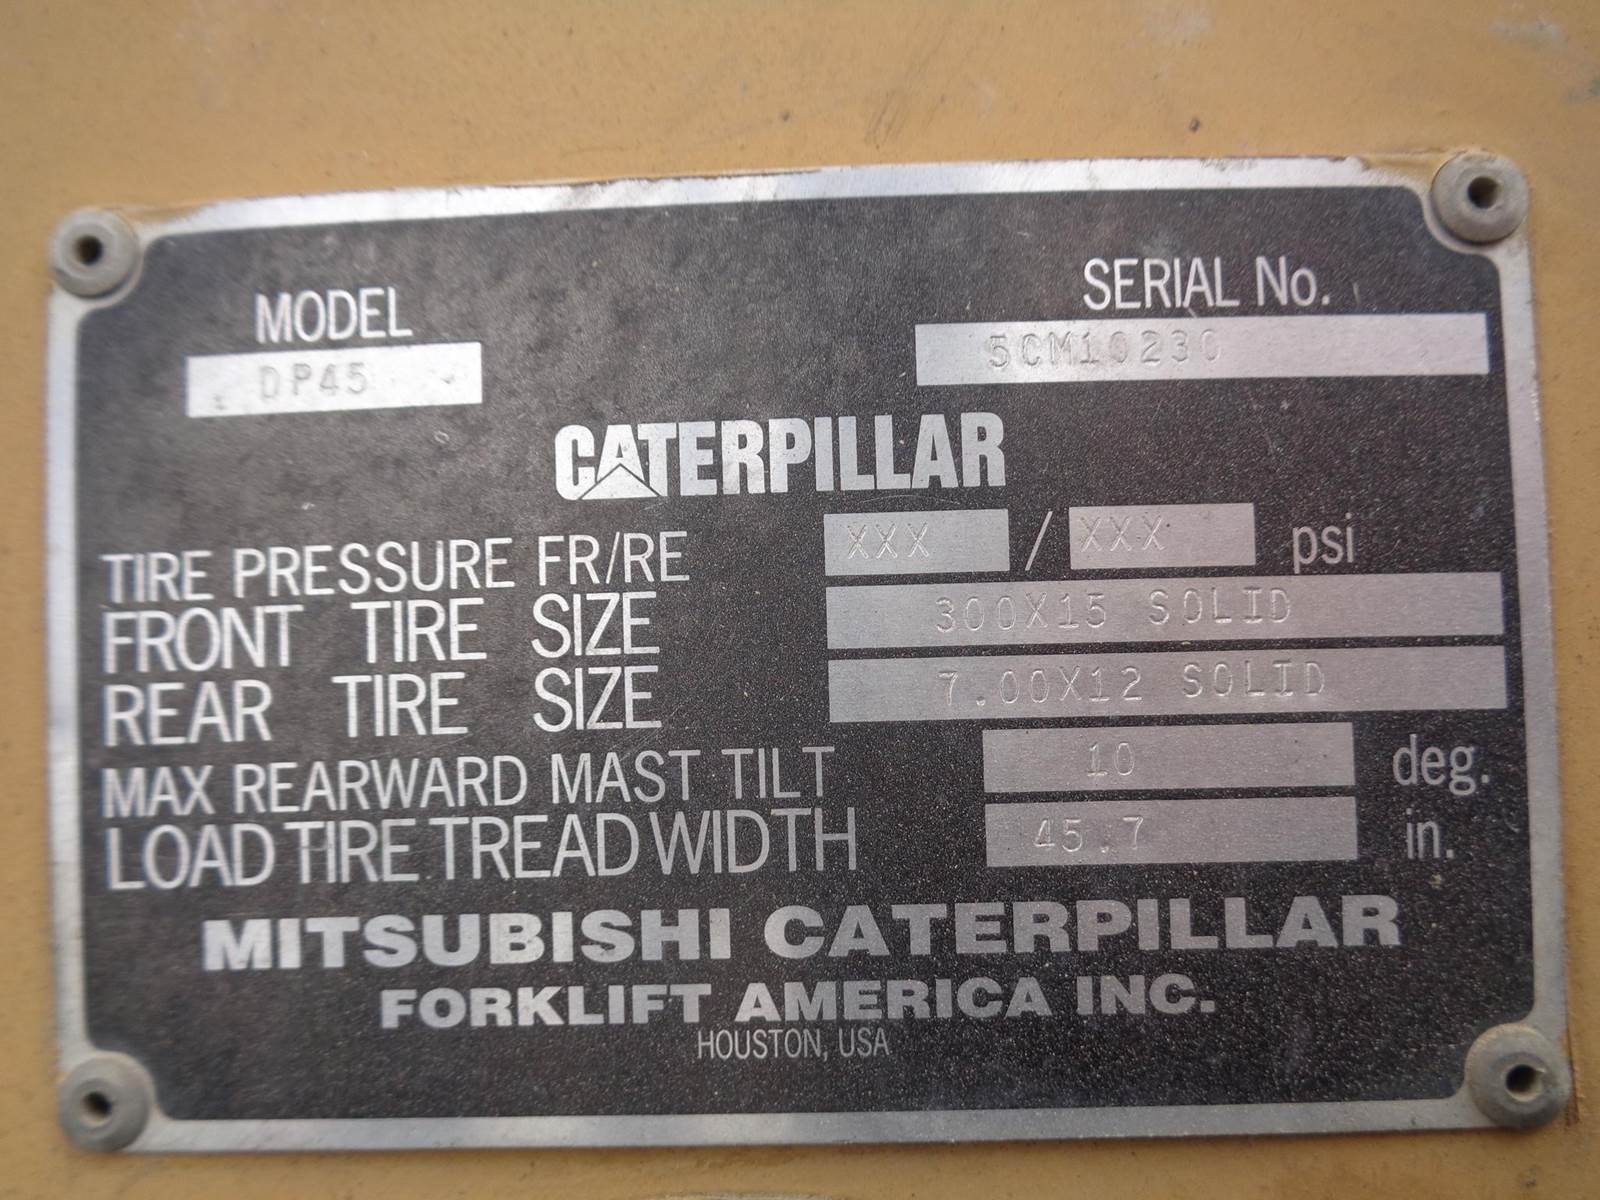 MODEL
SERIAL No.
DP45
5CM10230
CATERPILLAR
TIRE PRESSURE FR/RE XXX / XXX psi
FRONT TIRE SIZE 300X15 SOLID
REAR TIRE SIZE 7.00X12 SOLID
MAX REARWARD MAST TILT 10 deg.
LOAD TIRE TREAD WIDTH 45.7 in.
MITSUBISHI CATERPILLAR
FORKLIFT AMERICA INC.
HOUSTON, USA